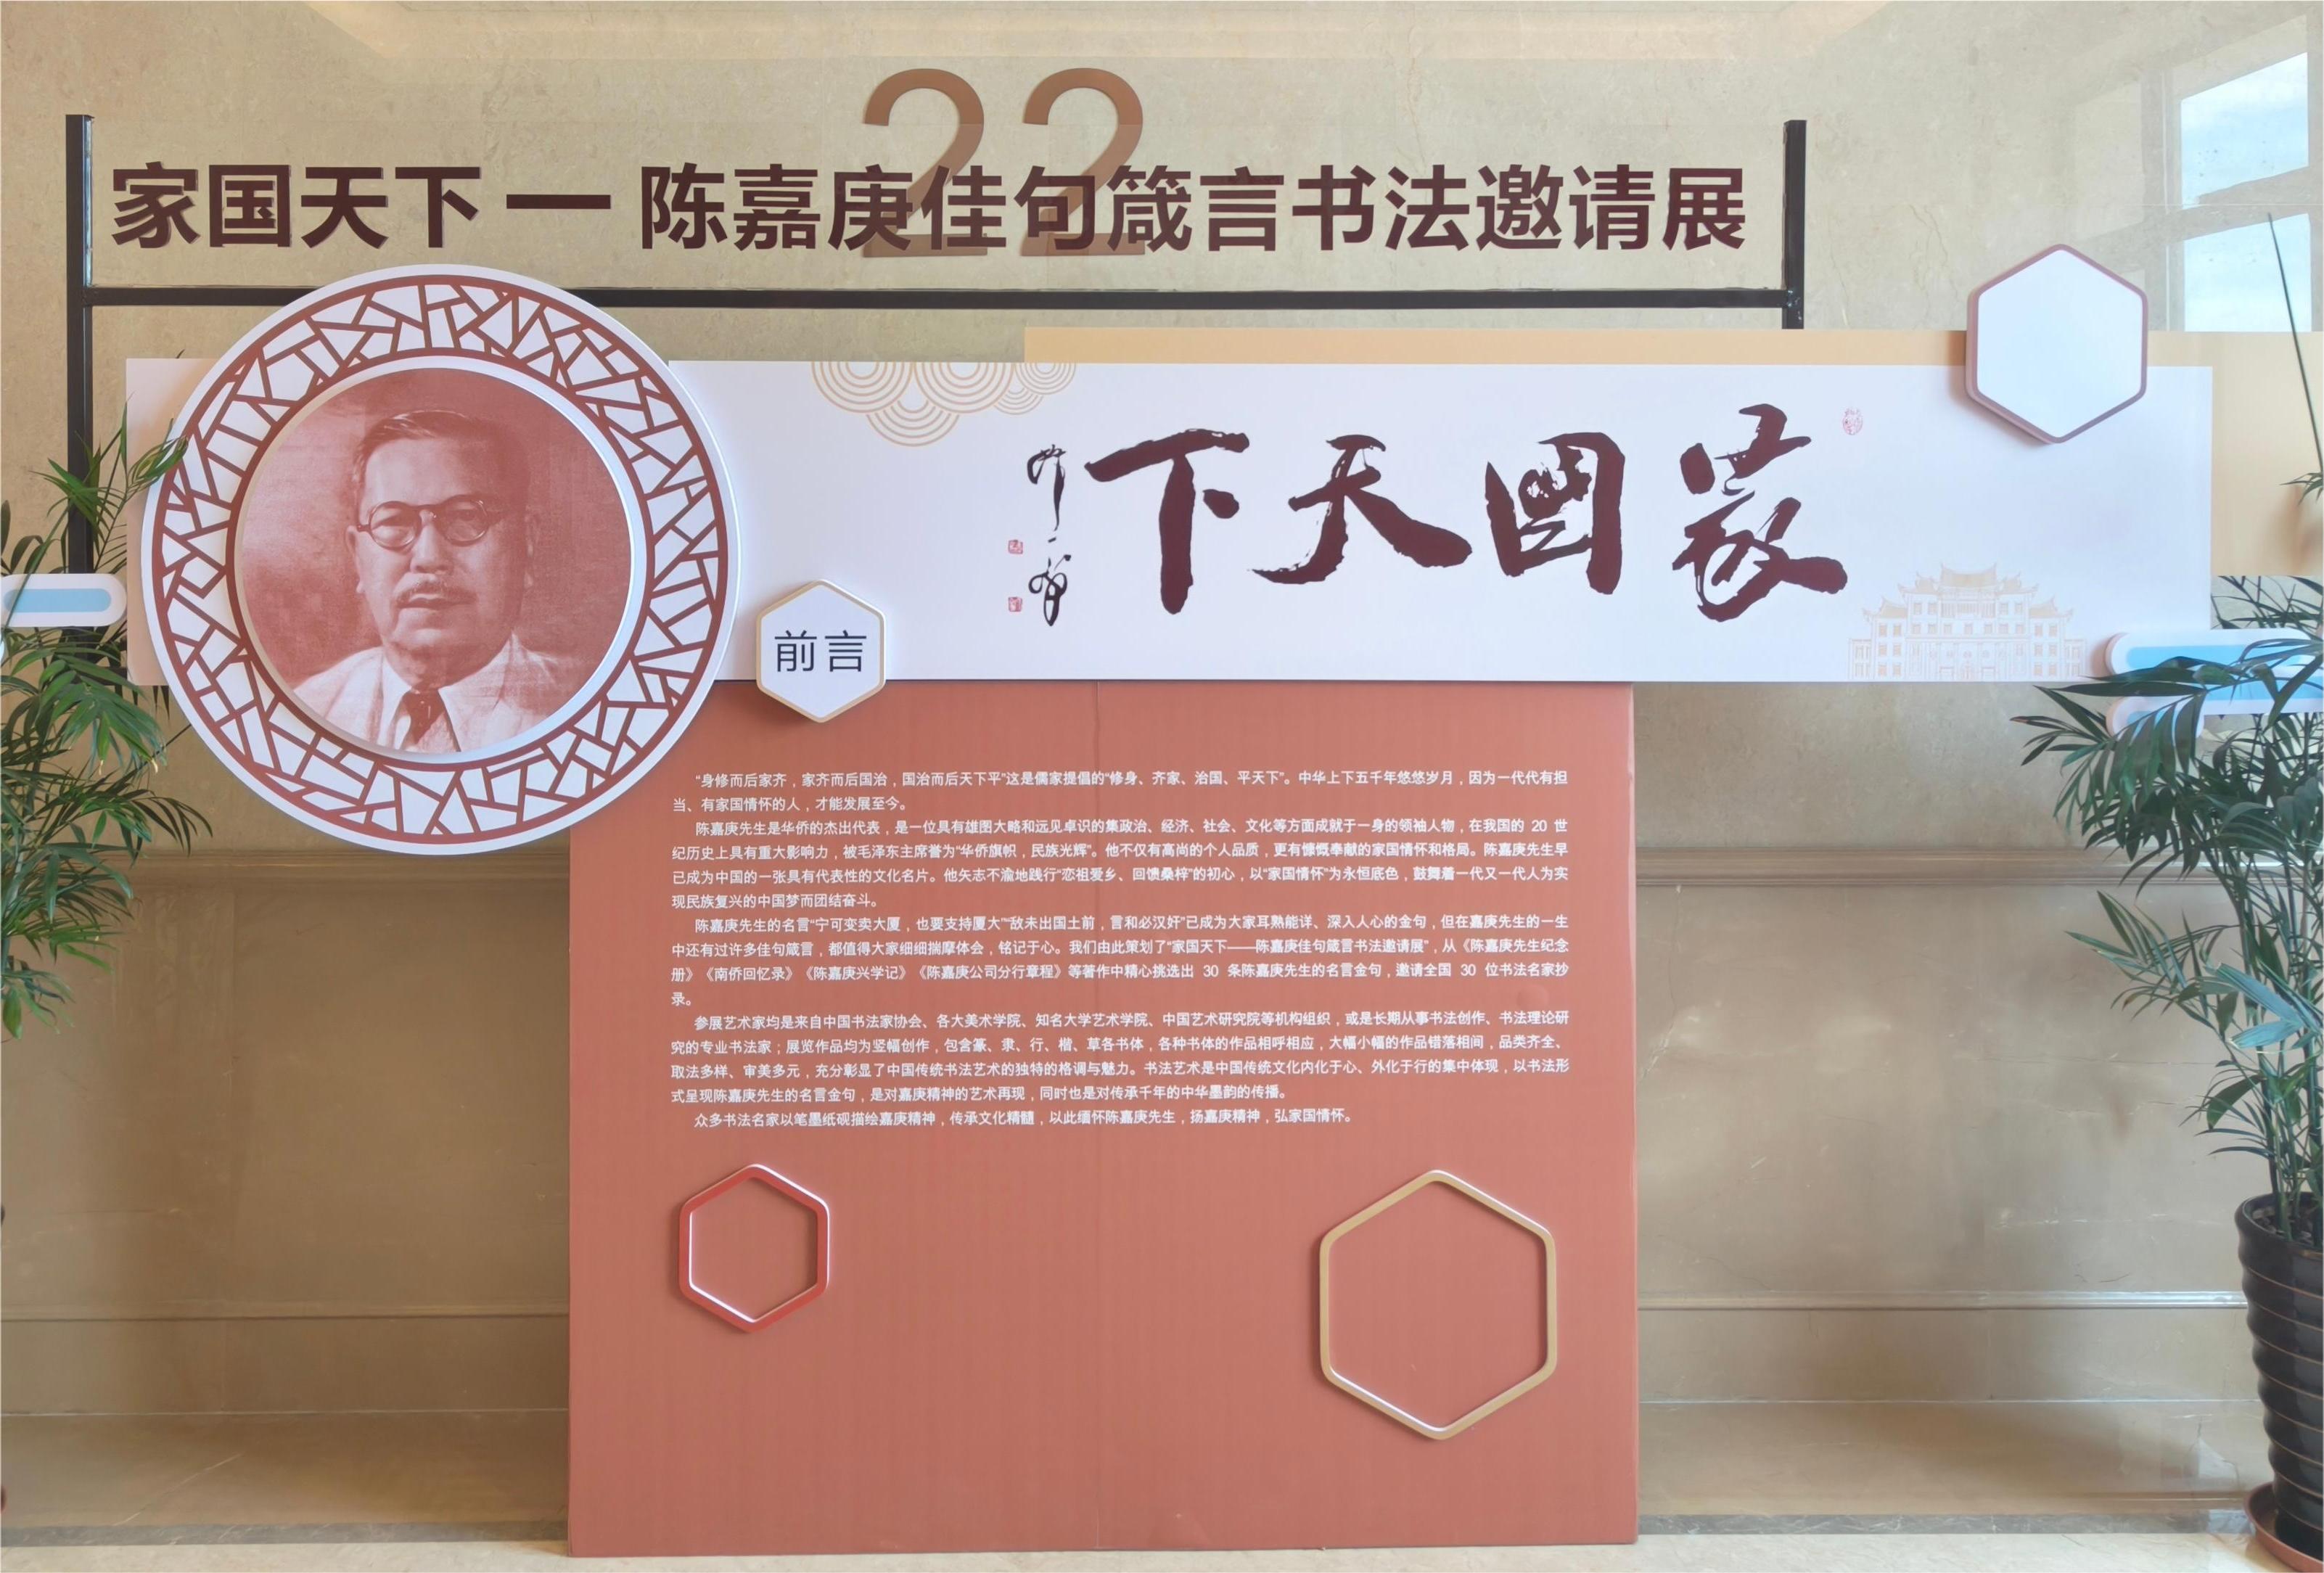 22
家国天下一陈嘉庚佳句箴言书法邀请展
家国天下
前言
“身修而后家齐，家齐而后国治，国治而后天下平”这是儒家提倡的“修身、齐家、治国、平天下”。中华上下五千年悠悠岁月，因为一代代有担
当、有家国情怀的人，才能发展至今。
陈嘉庚先生是华侨的杰出代表，是一位具有雄图大略和远见卓识的集政治、经济、社会、文化等方面成就于一身的领袖人物，在我国的 20 世
纪历史上具有重大影响力，被毛泽东主席誉为“华侨旗帜，民族光辉”。他不仅有高尚的个人品质，更有慷慨奉献的家国情怀和格局。陈嘉庚先生早
已成为中国的一张具有代表性的文化名片。他矢志不渝地践行“恋祖爱乡、回馈桑梓”的初心，以“家国情怀”为永恒底色，鼓舞着一代又一代人为实
现民族复兴的中国梦而团结奋斗。
陈嘉庚先生的名言“宁可变卖大厦，也要支持厦大”“敌未出国土前，言和必汉奸”已成为大家耳熟能详、深入人心的金句，但在嘉庚先生的一生
中还有过许多佳句箴言，都值得大家细细揣摩体会，铭记于心。我们由此策划了“家国天下——陈嘉庚佳句箴言书法邀请展”，从《陈嘉庚先生纪念
册》《南侨回忆录》《陈嘉庚兴学记》《陈嘉庚公司分行章程》等著作中精心挑选出 30 条陈嘉庚先生的名言金句，邀请全国 30 位书法名家抄
录。
参展艺术家均是来自中国书法家协会、各大美术学院、知名大学艺术学院、中国艺术研究院等机构组织，或是长期从事书法创作、书法理论研
究的专业书法家；展览作品均为竖幅创作，包含篆、隶、行、楷、草各书体，各种书体的作品相呼相应，大幅小幅的作品错落相间，品类齐全、
取法多样、审美多元，充分彰显了中国传统书法艺术的独特的格调与魅力。书法艺术是中国传统文化内化于心、外化于行的集中体现，以书法形
式呈现陈嘉庚先生的名言金句，是对嘉庚精神的艺术再现，同时也是对传承千年的中华墨韵的传播。
众多书法名家以笔墨纸砚描绘嘉庚精神，传承文化精髓，以此缅怀陈嘉庚先生，扬嘉庚精神，弘家国情怀。